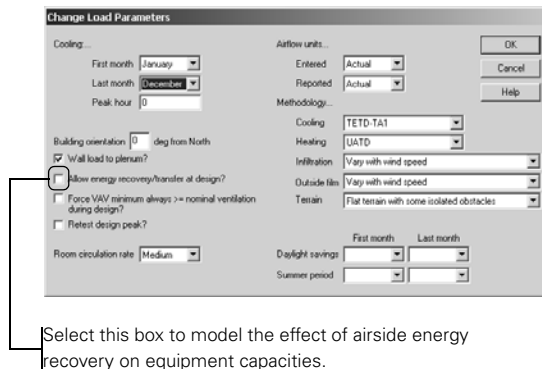 Change Load Parameters
Cooling...
First month January
Last month December
Peak hour 0
Building orientation 0 deg from North
Wall load to plenum?
Allow energy recovery/transfer at design?
Force VAV minimum always >= nominal ventilation
during design?
Retest design peak?
Room circulation rate Medium
Airflow units...
Entered Actual
Reported Actual
Methodology...
Cooling TETD-TA1
Heating UATD
Infiltration Vary with wind speed
Outside film Vary with wind speed
Terrain Flat terrain with some isolated obstacles
First month Last month
Daylight savings
Summer period
OK
Cancel
Help
Select this box to model the effect of airside energy
recovery on equipment capacities.